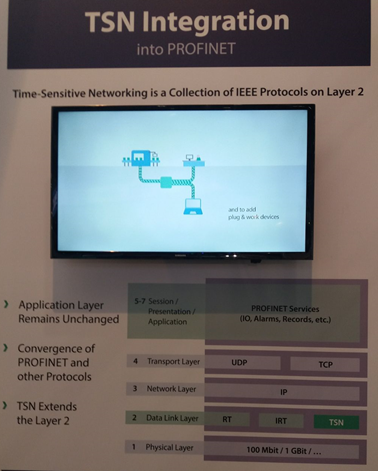 TSN Integration
into PROFINET
Time-Sensitive Networking is a Collection of IEEE Protocols on Layer 2
and to add
plug & work devices
› Application Layer
Remains Unchanged
› Convergence of
PROFINET and
other Protocols
› TSN Extends
the Layer 2
5-7 Session /
Presentation /
Application
PROFINET Services
(IO, Alarms, Records, etc.)
4 Transport Layer UDP TCP
3 Network Layer IP
2 Data Link Layer RT IRT TSN
1 Physical Layer 100 Mbit / 1 GBit / ...